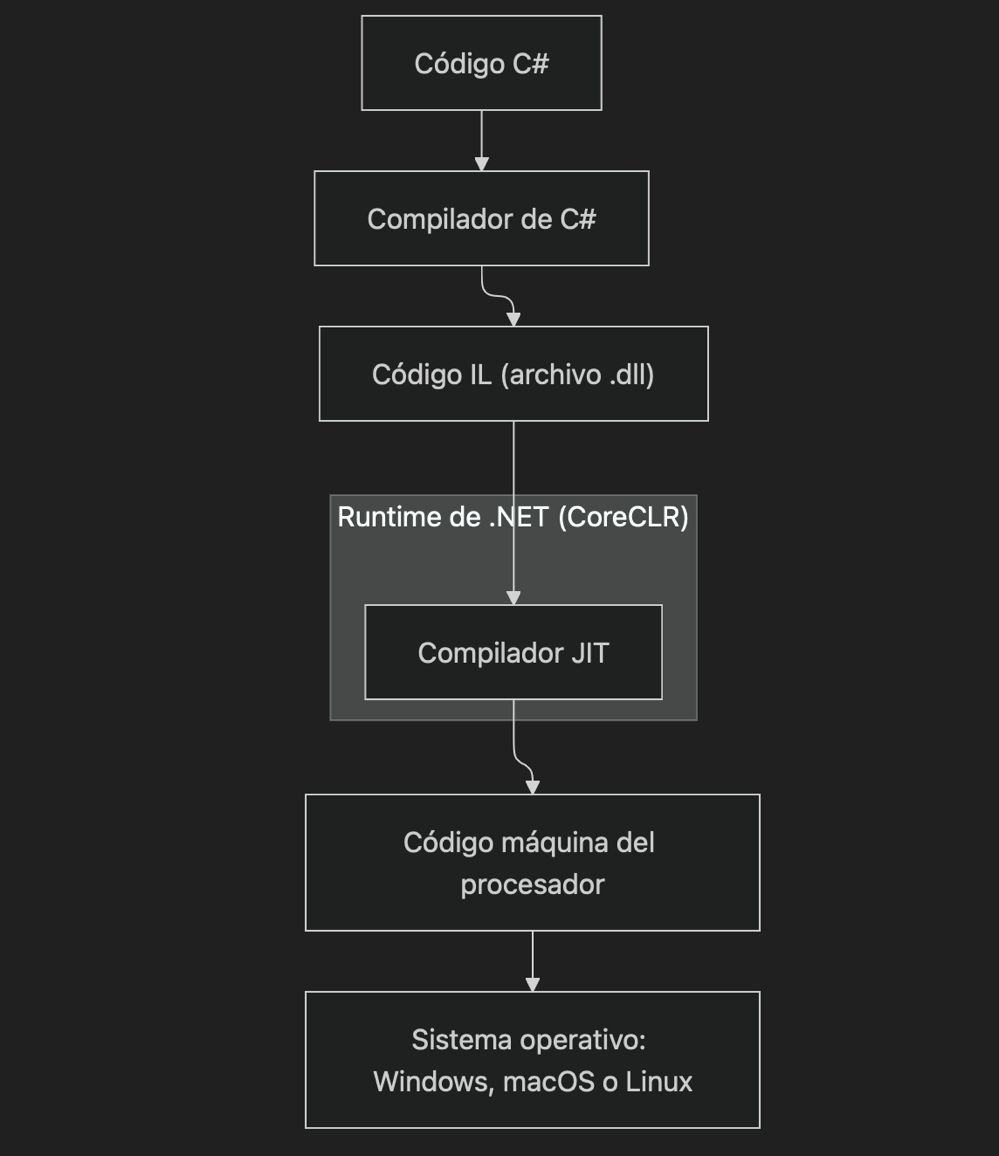 Código C#
Compilador de C#
Código IL (archivo .dll)
Runtime de .NET (CoreCLR)
Compilador JIT
Código máquina del
procesador
Sistema operativo:
Windows, macOS o Linux